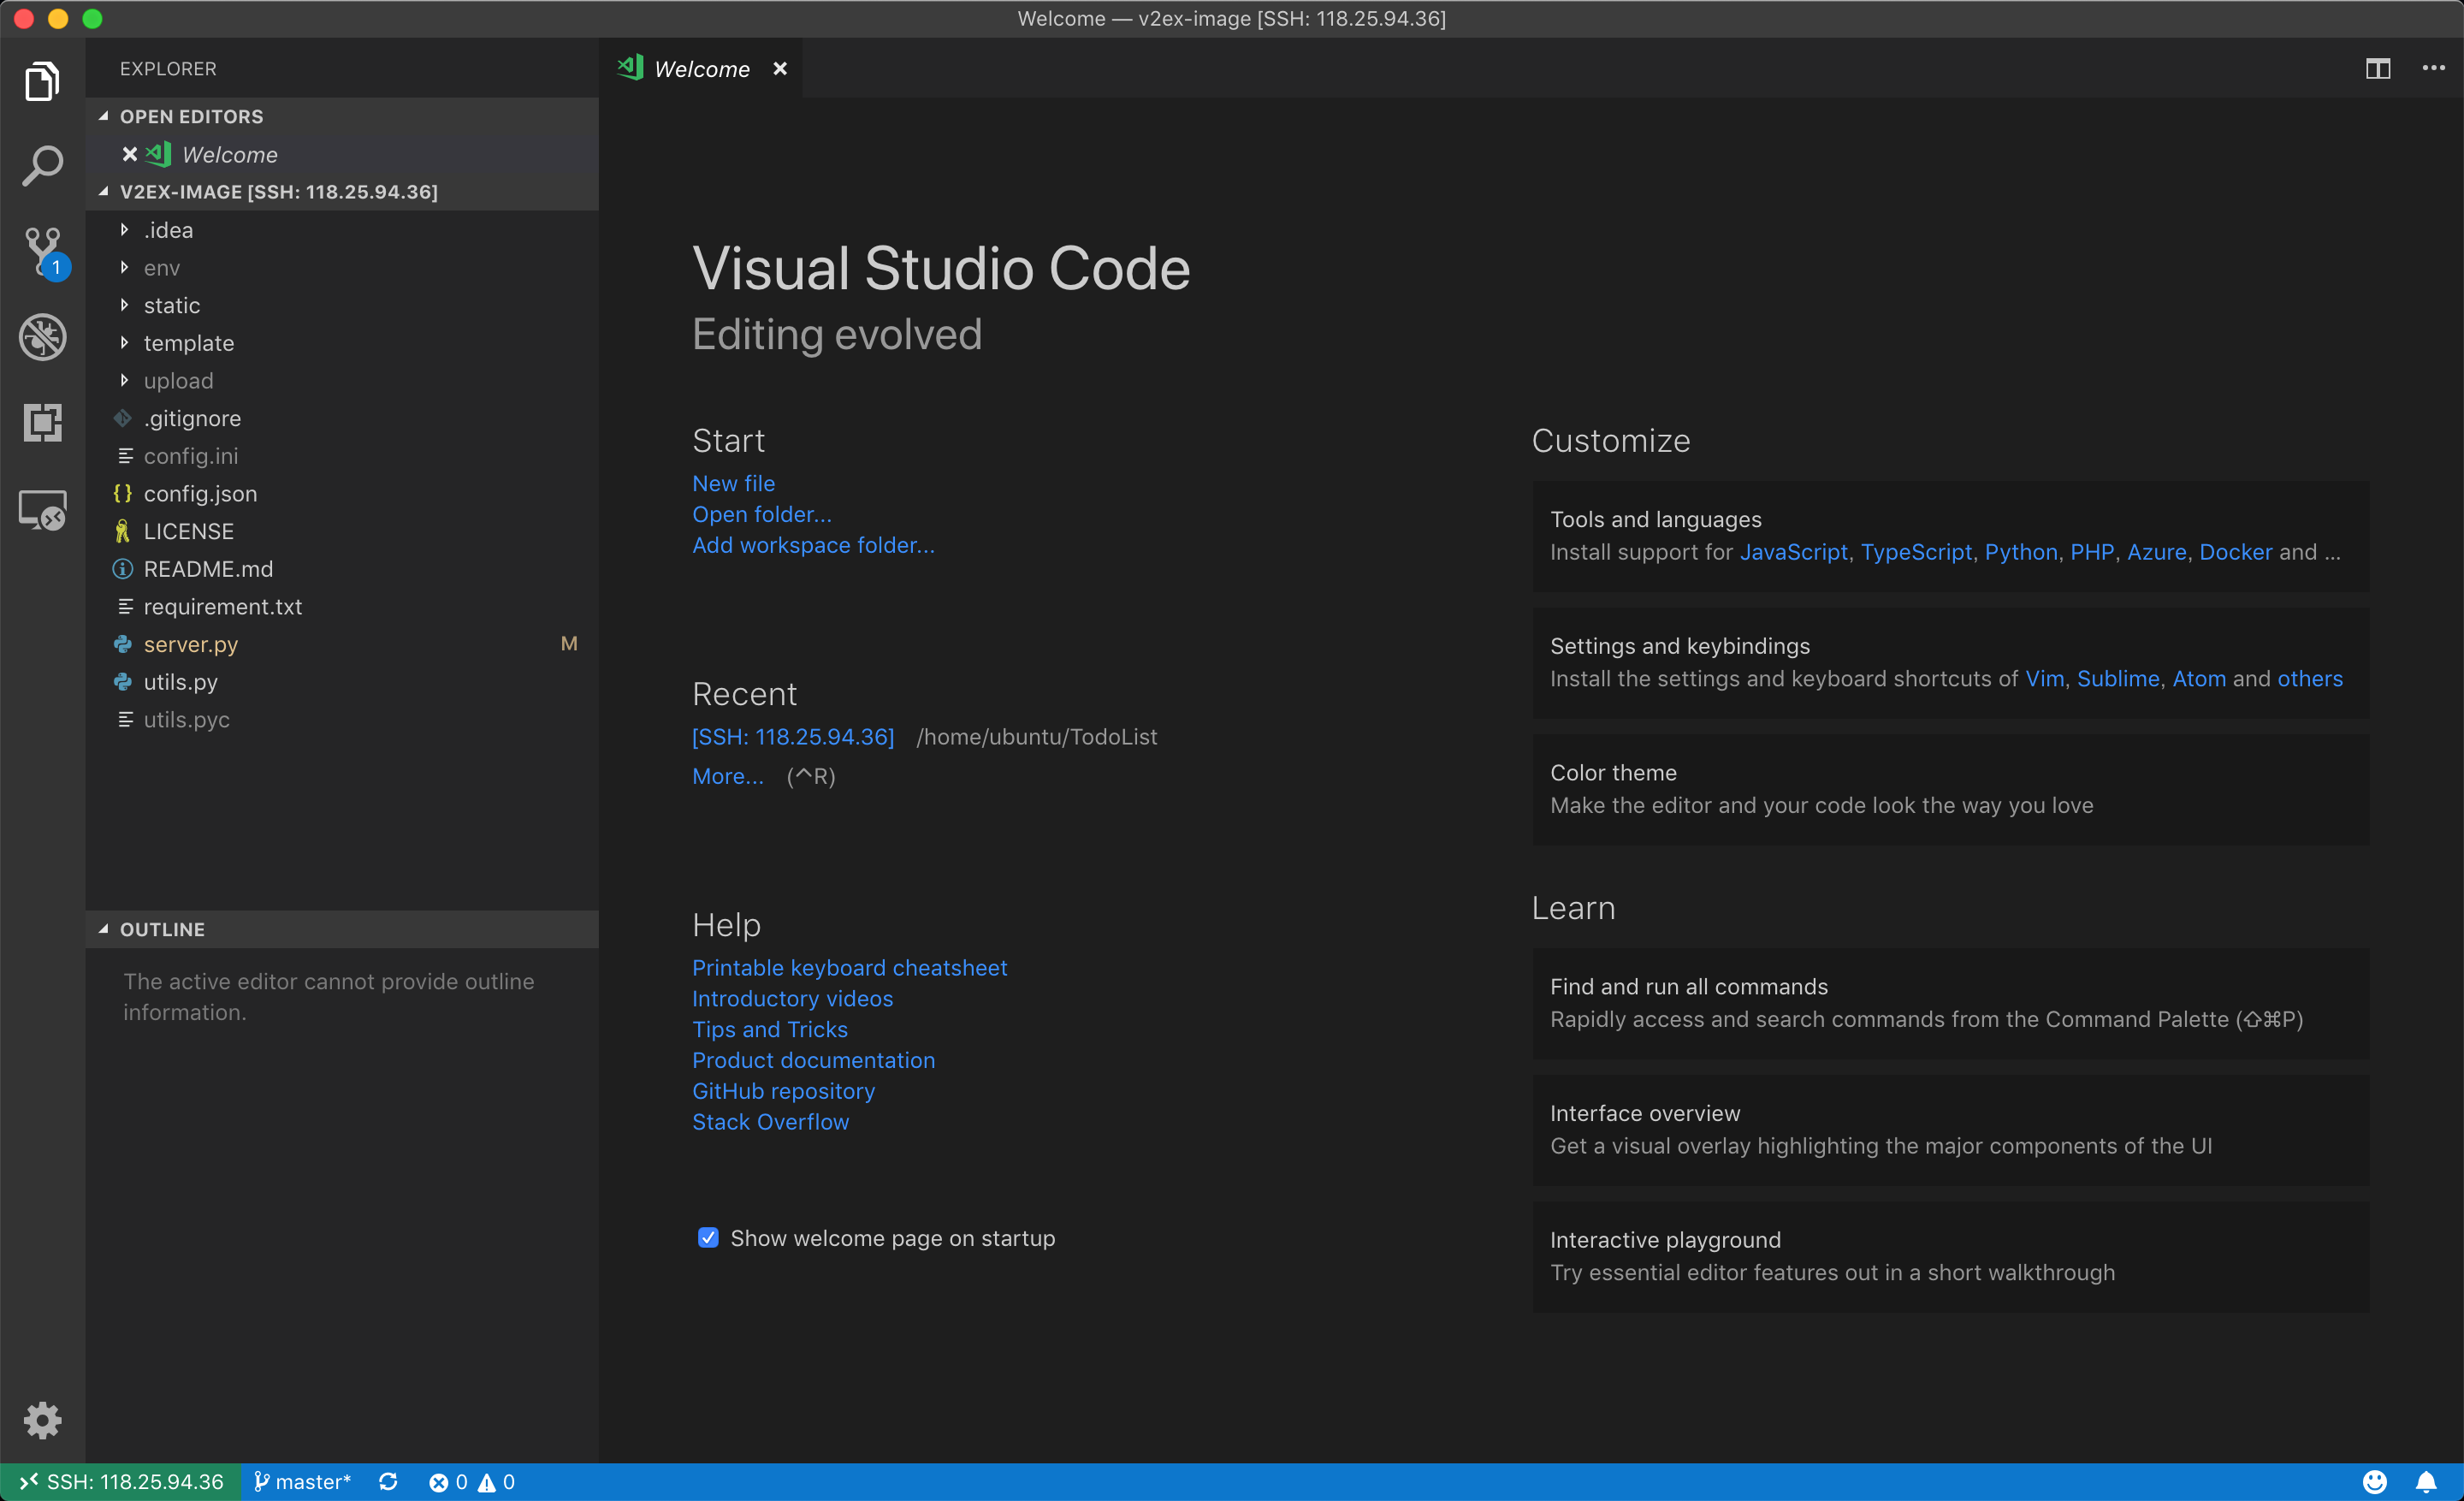 Welcome — v2ex-image [SSH: 118.25.94.36]
EXPLORER
OPEN EDITORS
Welcome
V2EX-IMAGE [SSH: 118.25.94.36]
.idea
env
static
template
upload
.gitignore
config.ini
config.json
LICENSE
README.md
requirement.txt
server.py M
utils.py
utils.pyc
OUTLINE
The active editor cannot provide outline
information.
1
Welcome
Visual Studio Code
Editing evolved
Start
New file
Open folder...
Add workspace folder...
Recent
[SSH: 118.25.94.36] /home/ubuntu/TodoList
More... (^R)
Help
Printable keyboard cheatsheet
Introductory videos
Tips and Tricks
Product documentation
GitHub repository
Stack Overflow
Show welcome page on startup
Customize
Tools and languages
Install support for JavaScript, TypeScript, Python, PHP, Azure, Docker and ...
Settings and keybindings
Install the settings and keyboard shortcuts of Vim, Sublime, Atom and others
Color theme
Make the editor and your code look the way you love
Learn
Find and run all commands
Rapidly access and search commands from the Command Palette (⇧⌘P)
Interface overview
Get a visual overlay highlighting the major components of the UI
Interactive playground
Try essential editor features out in a short walkthrough
SSH: 118.25.94.36 master* 0 0